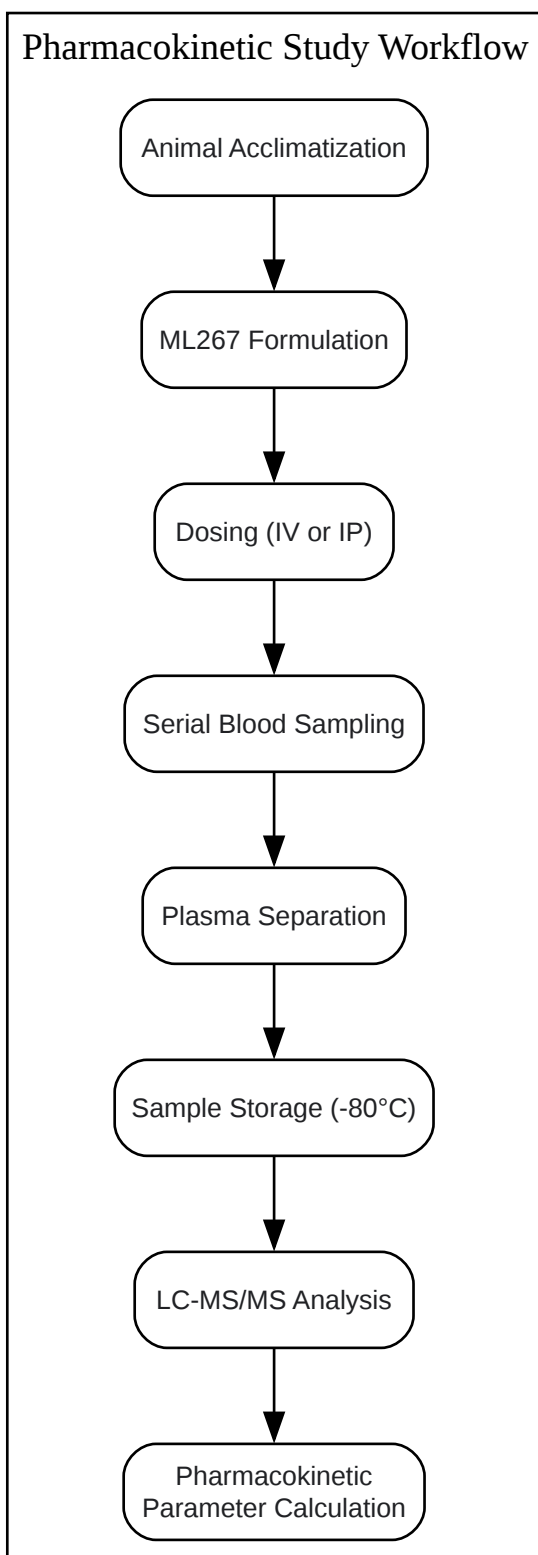 Pharmacokinetic Study Workflow
Animal Acclimatization
ML267 Formulation
Dosing (IV or IP)
Serial Blood Sampling
Plasma Separation
Sample Storage (-80°C)
LC-MS/MS Analysis
Pharmacokinetic
Parameter Calculation